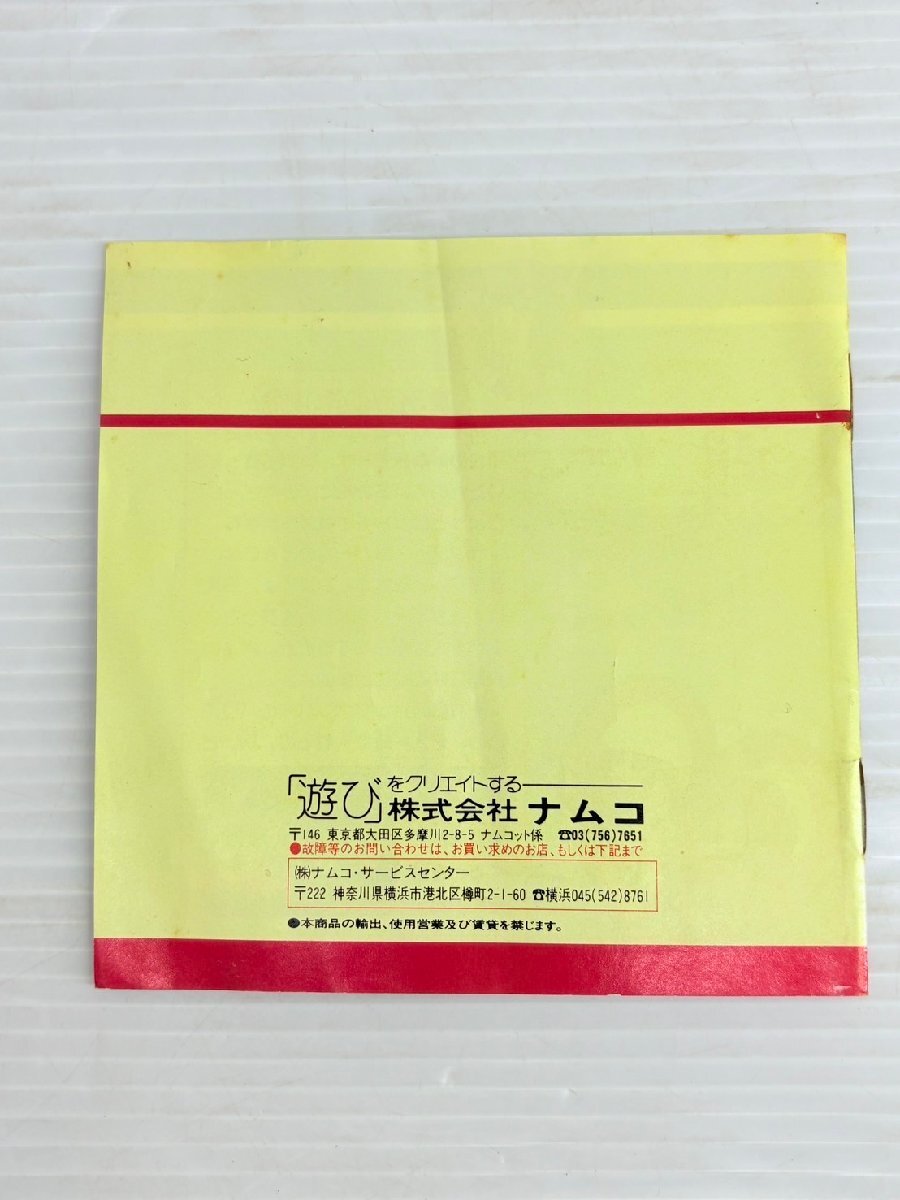 「遊び」をクリエイトする——
株式会社 ナムコ
〒146 東京都大田区多摩川2-8-5 ナムコット係 ☎03(756)7651
●故障等のお問い合わせは、お買い求めのお店、もしくは下記まで
㈱ナムコ・サービスセンター
〒222 神奈川県横浜市港北区樽町2-1-60 ☎横浜045(542)8761
●本商品の輸出、使用営業及び賃貸を禁じます。